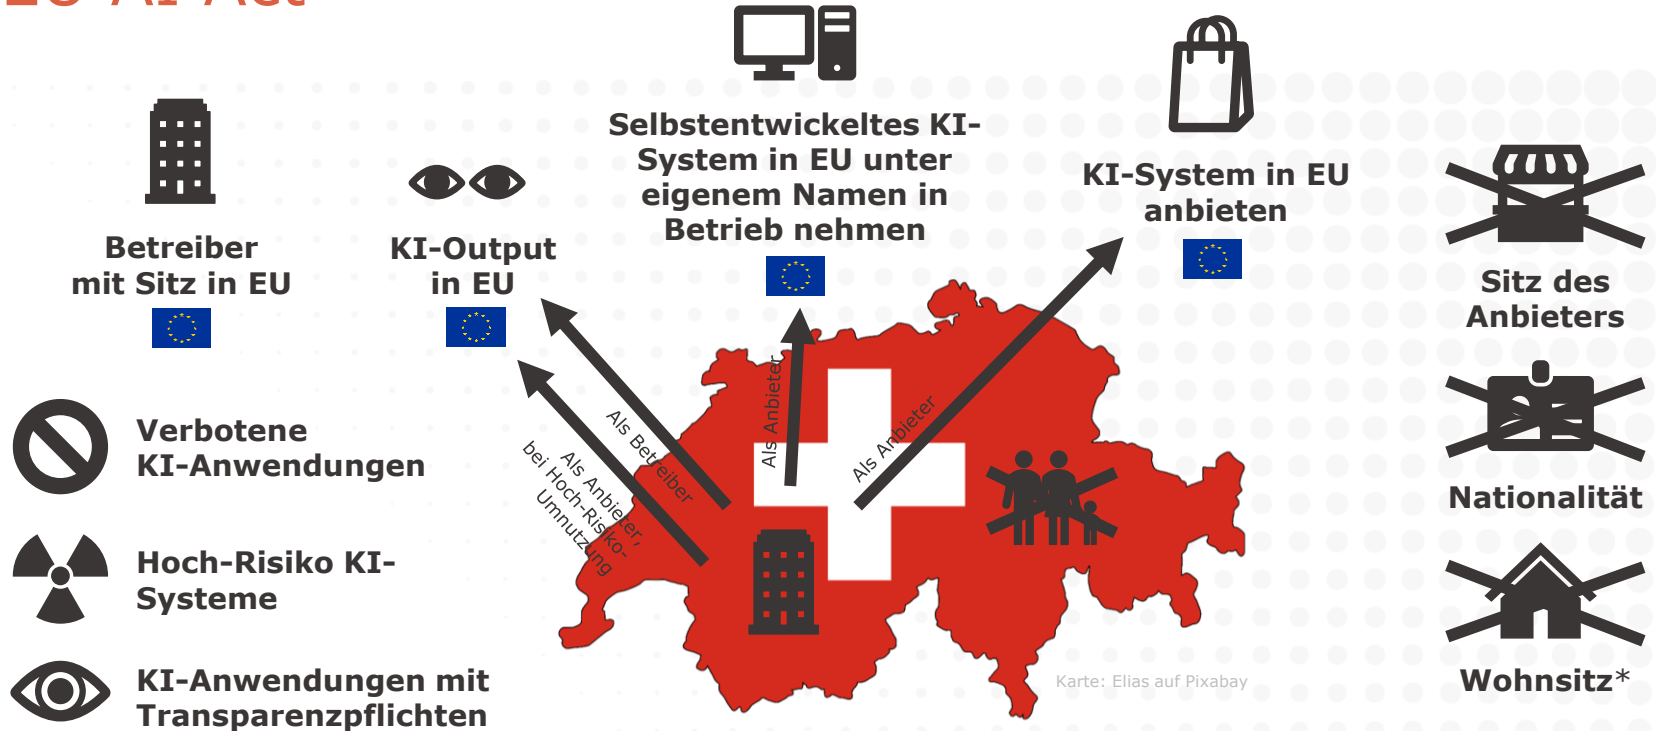 EU AI Act
Betreiber
mit Sitz in EU
KI-Output
in EU
Selbstentwickeltes KI-
System in EU unter
eigenem Namen in
Betrieb nehmen
KI-System in EU
anbieten
Sitz des
Anbieters
Nationalität
Wohnsitz*
Verbotene
KI-Anwendungen
Hoch-Risiko KI-
Systeme
KI-Anwendungen mit
Transparenzpflichten
Als Betreiber
Als Anbieter,
bei Hoch-Risiko-
Umnutzung
Als Anbieter
Als Anbieter
Karte: Elias auf Pixabay